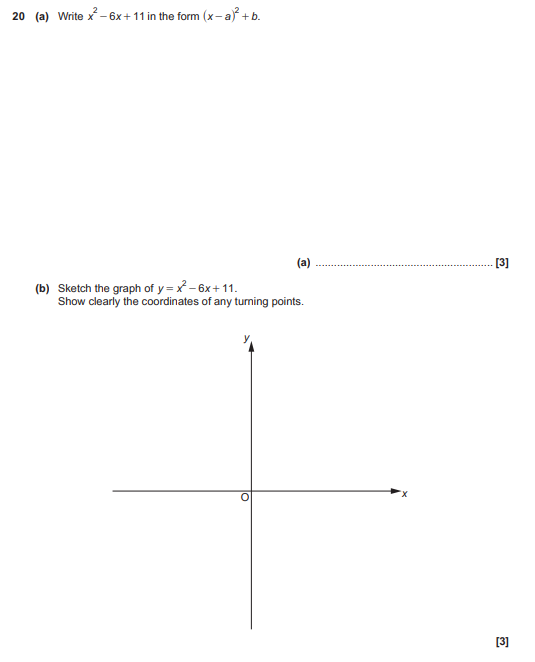 20 (a) Write x² – 6x + 11 in the form (x – a)² + b.
(a) ............................................................ [3]
(b) Sketch the graph of y = x² – 6x + 11.
Show clearly the coordinates of any turning points.
y
O
x
[3]